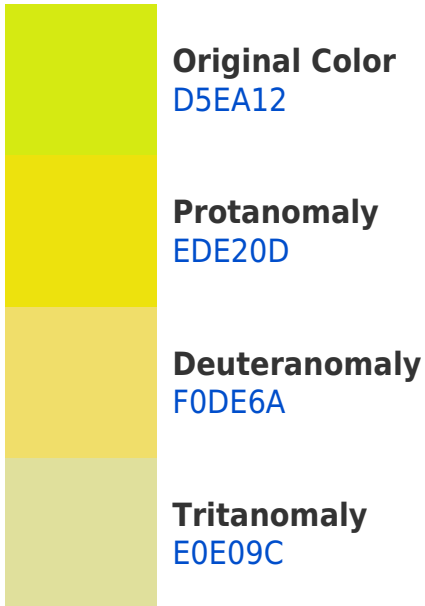 Original Color
D5EA12
Protanomaly
EDE20D
Deuteranomaly
F0DE6A
Tritanomaly
E0E09C